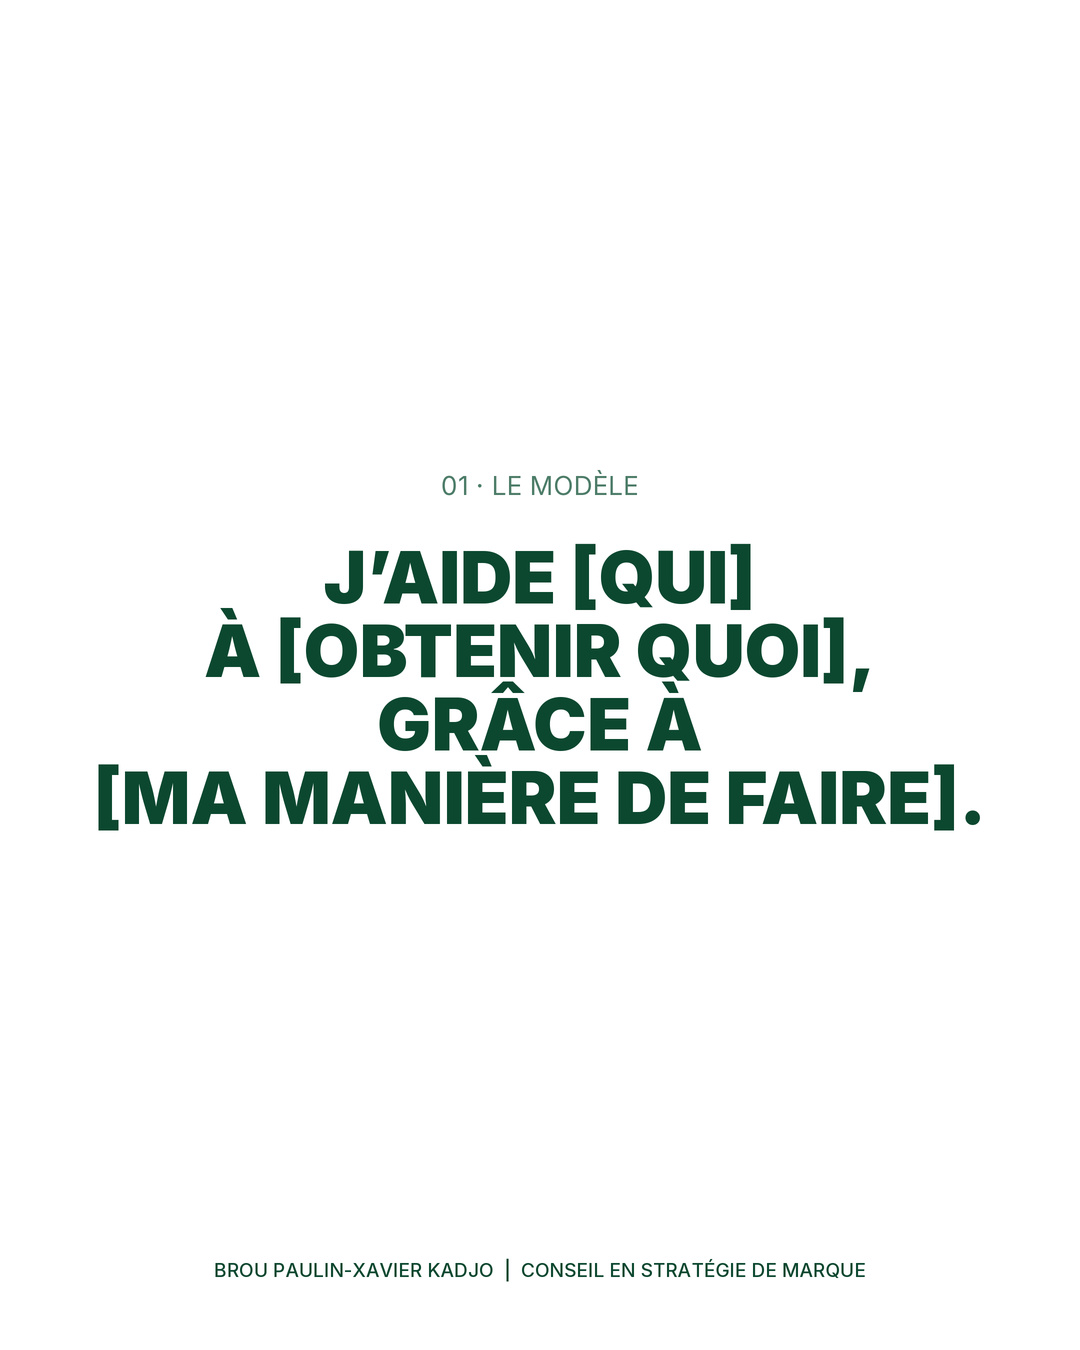 01 · LE MODÈLE
J’AIDE [QUI]
À [OBTENIR QUOI],
GRÂCE À
[MA MANIÈRE DE FAIRE].
BROU PAULIN-XAVIER KADJO | CONSEIL EN STRATÉGIE DE MARQUE